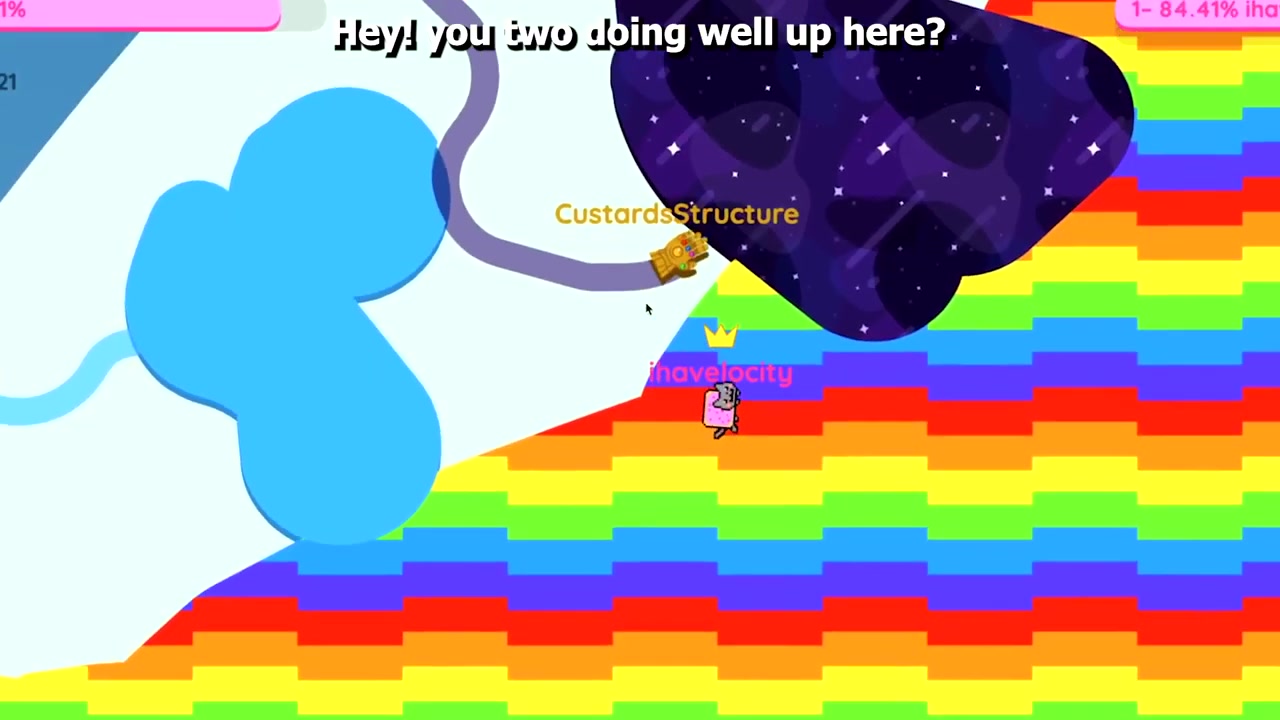 1%
Hey! you two doing well up here?
1- 84.41% iha
21
CustardsStructure
ihavelocity